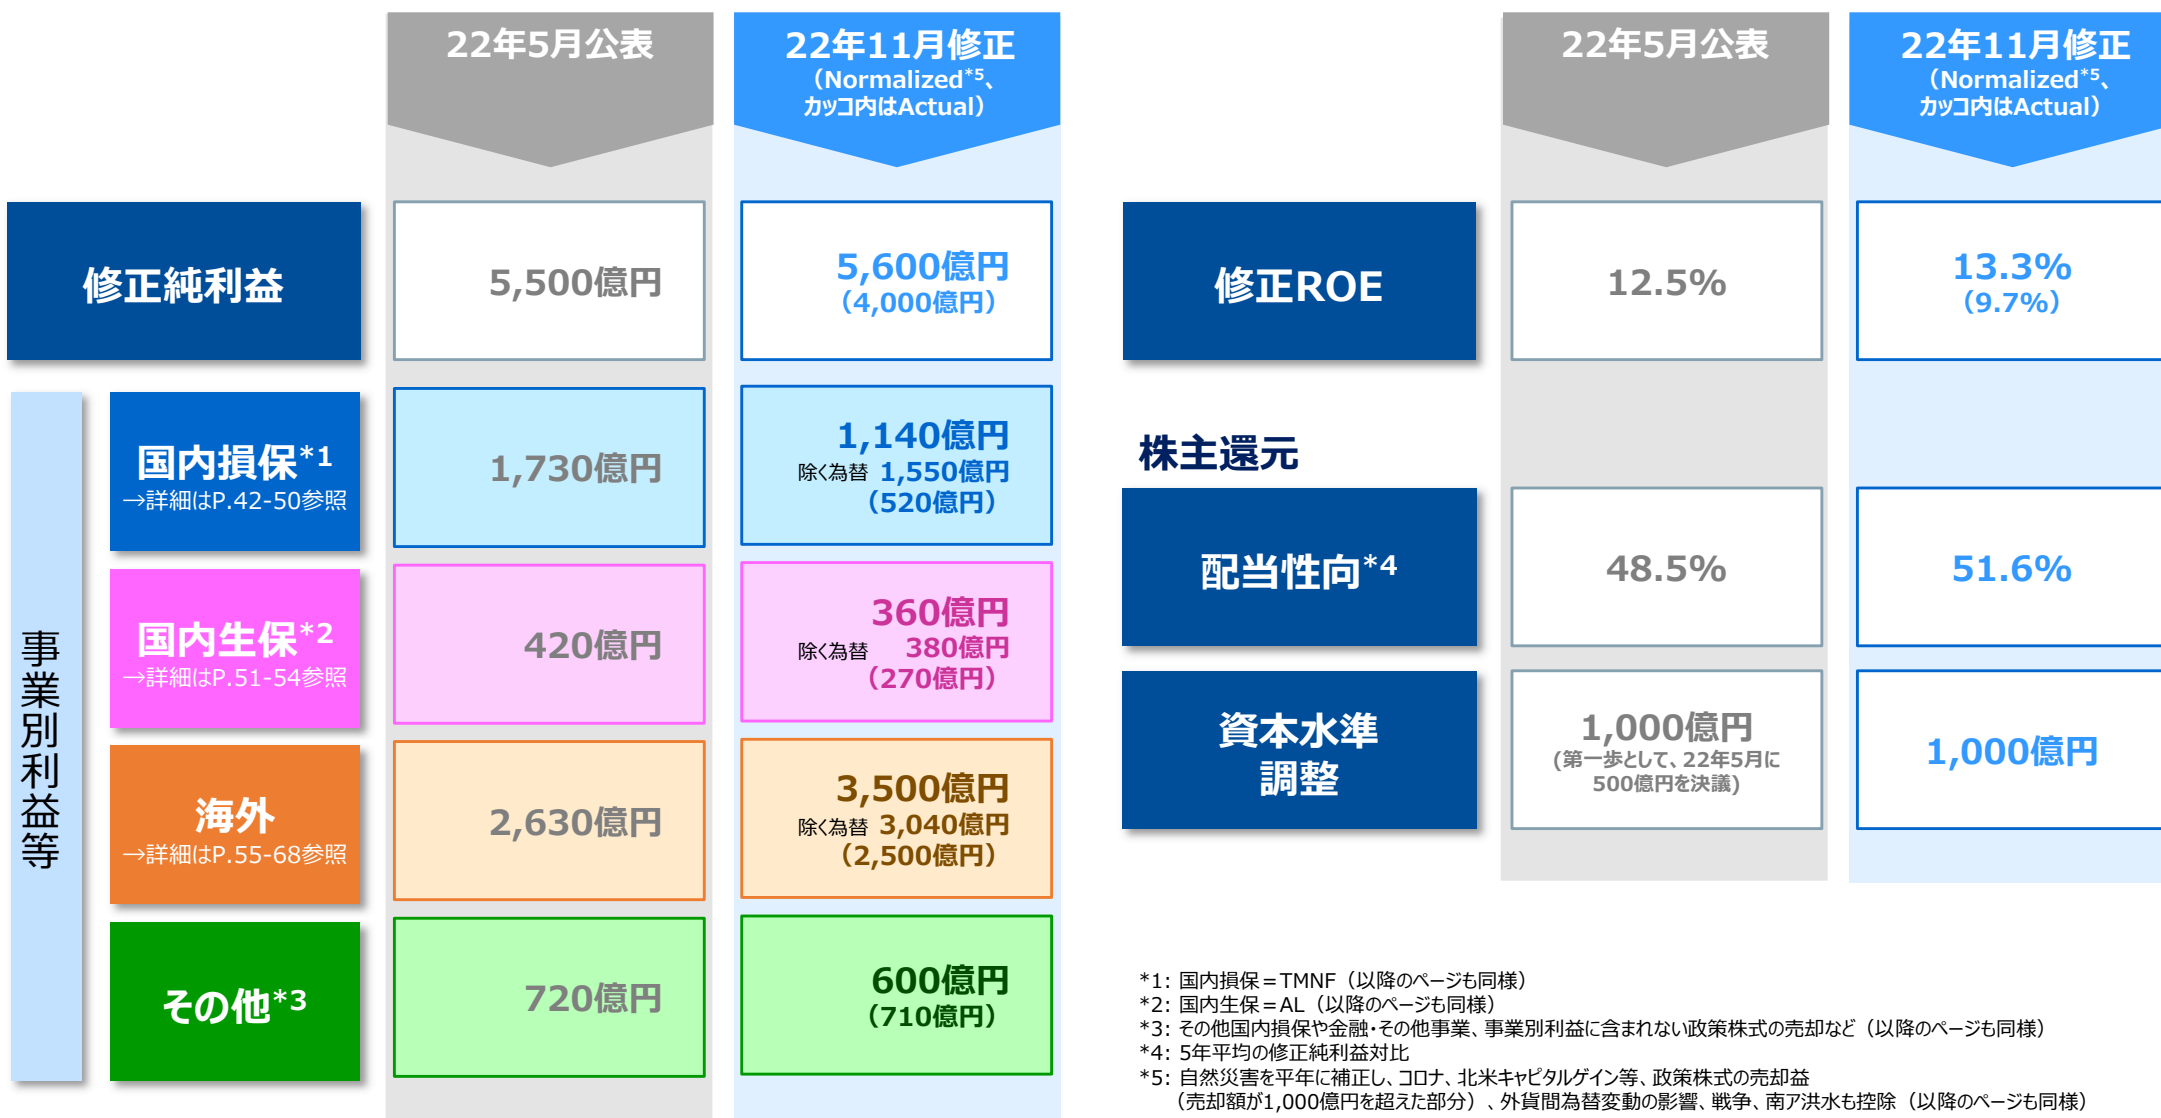 22年5月公表
22年11月修正
（Normalized*5、
カッコ内はActual）
修正純利益
5,500億円
5,600億円
（4,000億円）
事業別利益等
国内損保*1
→詳細はP.42-50参照
1,730億円
1,140億円
除く為替 1,550億円
（520億円）
国内生保*2
→詳細はP.51-54参照
420億円
360億円
除く為替 380億円
（270億円）
海外
→詳細はP.55-68参照
2,630億円
3,500億円
除く為替 3,040億円
（2,500億円）
その他*3
720億円
600億円
（710億円）
22年5月公表
22年11月修正
（Normalized*5、
カッコ内はActual）
修正ROE
12.5%
13.3%
（9.7%）
株主還元
配当性向*4
48.5%
51.6%
資本水準
調整
1,000億円
(第一歩として、22年5月に
500億円を決議)
1,000億円
*1: 国内損保＝TMNF（以降のページも同様）
*2: 国内生保＝AL（以降のページも同様）
*3: その他国内損保や金融・その他事業、事業別利益に含まれない政策株式の売却など（以降のページも同様）
*4: 5年平均の修正純利益対比
*5: 自然災害を平年に補正し、コロナ、北米キャピタルゲイン等、政策株式の売却益
（売却額が1,000億円を超えた部分）、外貨間為替変動の影響、戦争、南ア洪水も控除（以降のページも同様）